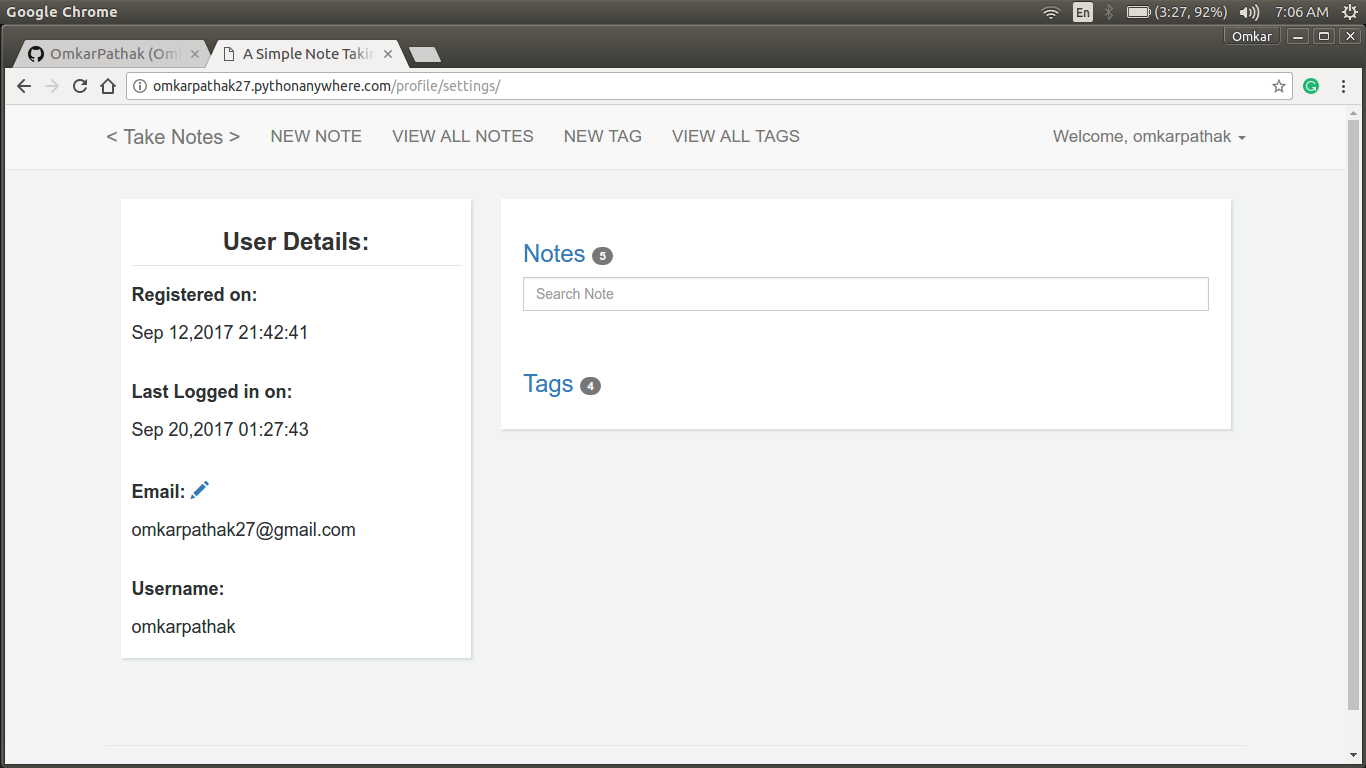 Google Chrome
En
(3:27, 92%)
7:06 AM
Omkar
OmkarPathak (Om
A Simple Note Takin
omkarpathak27.pythonanywhere.com/profile/settings/
< Take Notes >
NEW NOTE
VIEW ALL NOTES
NEW TAG
VIEW ALL TAGS
Welcome, omkarpathak
User Details:
Registered on:
Sep 12,2017 21:42:41
Last Logged in on:
Sep 20,2017 01:27:43
Email:
omkarpathak27@gmail.com
Username:
omkarpathak
Notes 5
Search Note
Tags 4